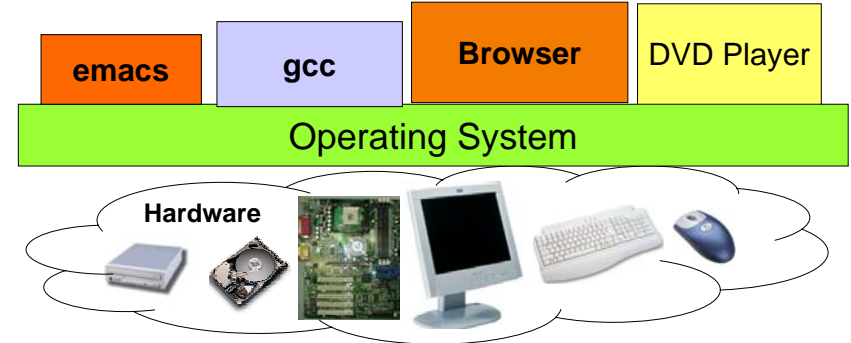 emacs
gcc
Browser
DVD Player
Operating System
Hardware